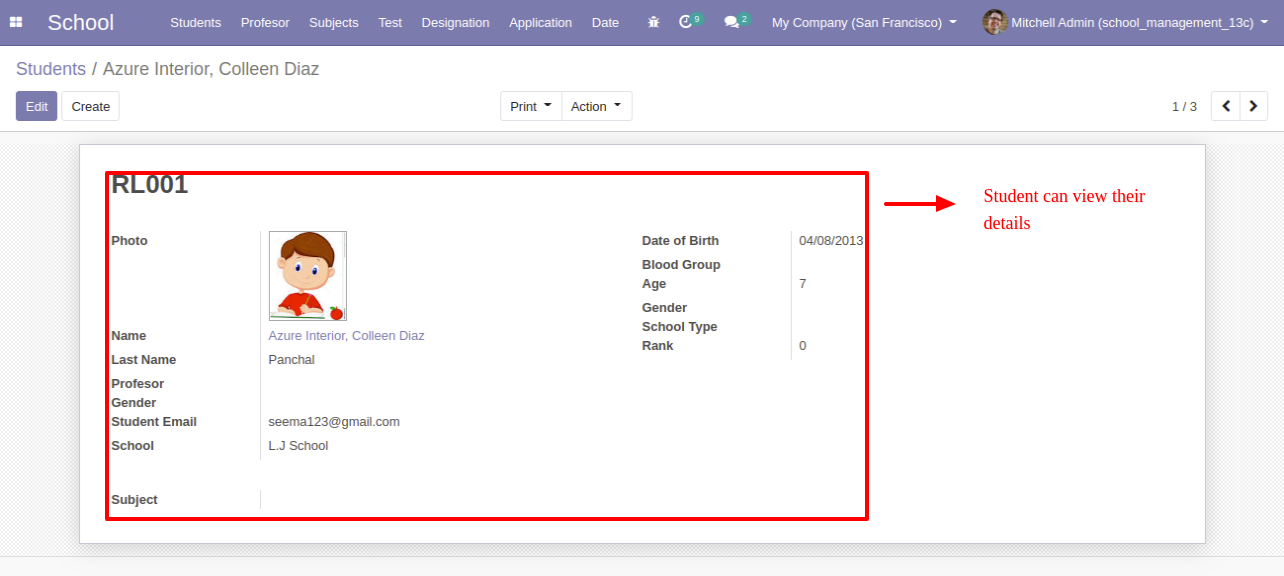 School Students Profesor Subjects Test Designation Application Date 9 2 My Company (San Francisco) Mitchell Admin (school_management_13c)
Students / Azure Interior, Colleen Diaz
Edit Create Print Action 1 / 3
RL001
Student can view their
details
Photo
Date of Birth 04/08/2013
Blood Group
Age 7
Gender
School Type
Rank 0
Name Azure Interior, Colleen Diaz
Last Name Panchal
Profesor
Gender
Student Email seema123@gmail.com
School L.J School
Subject